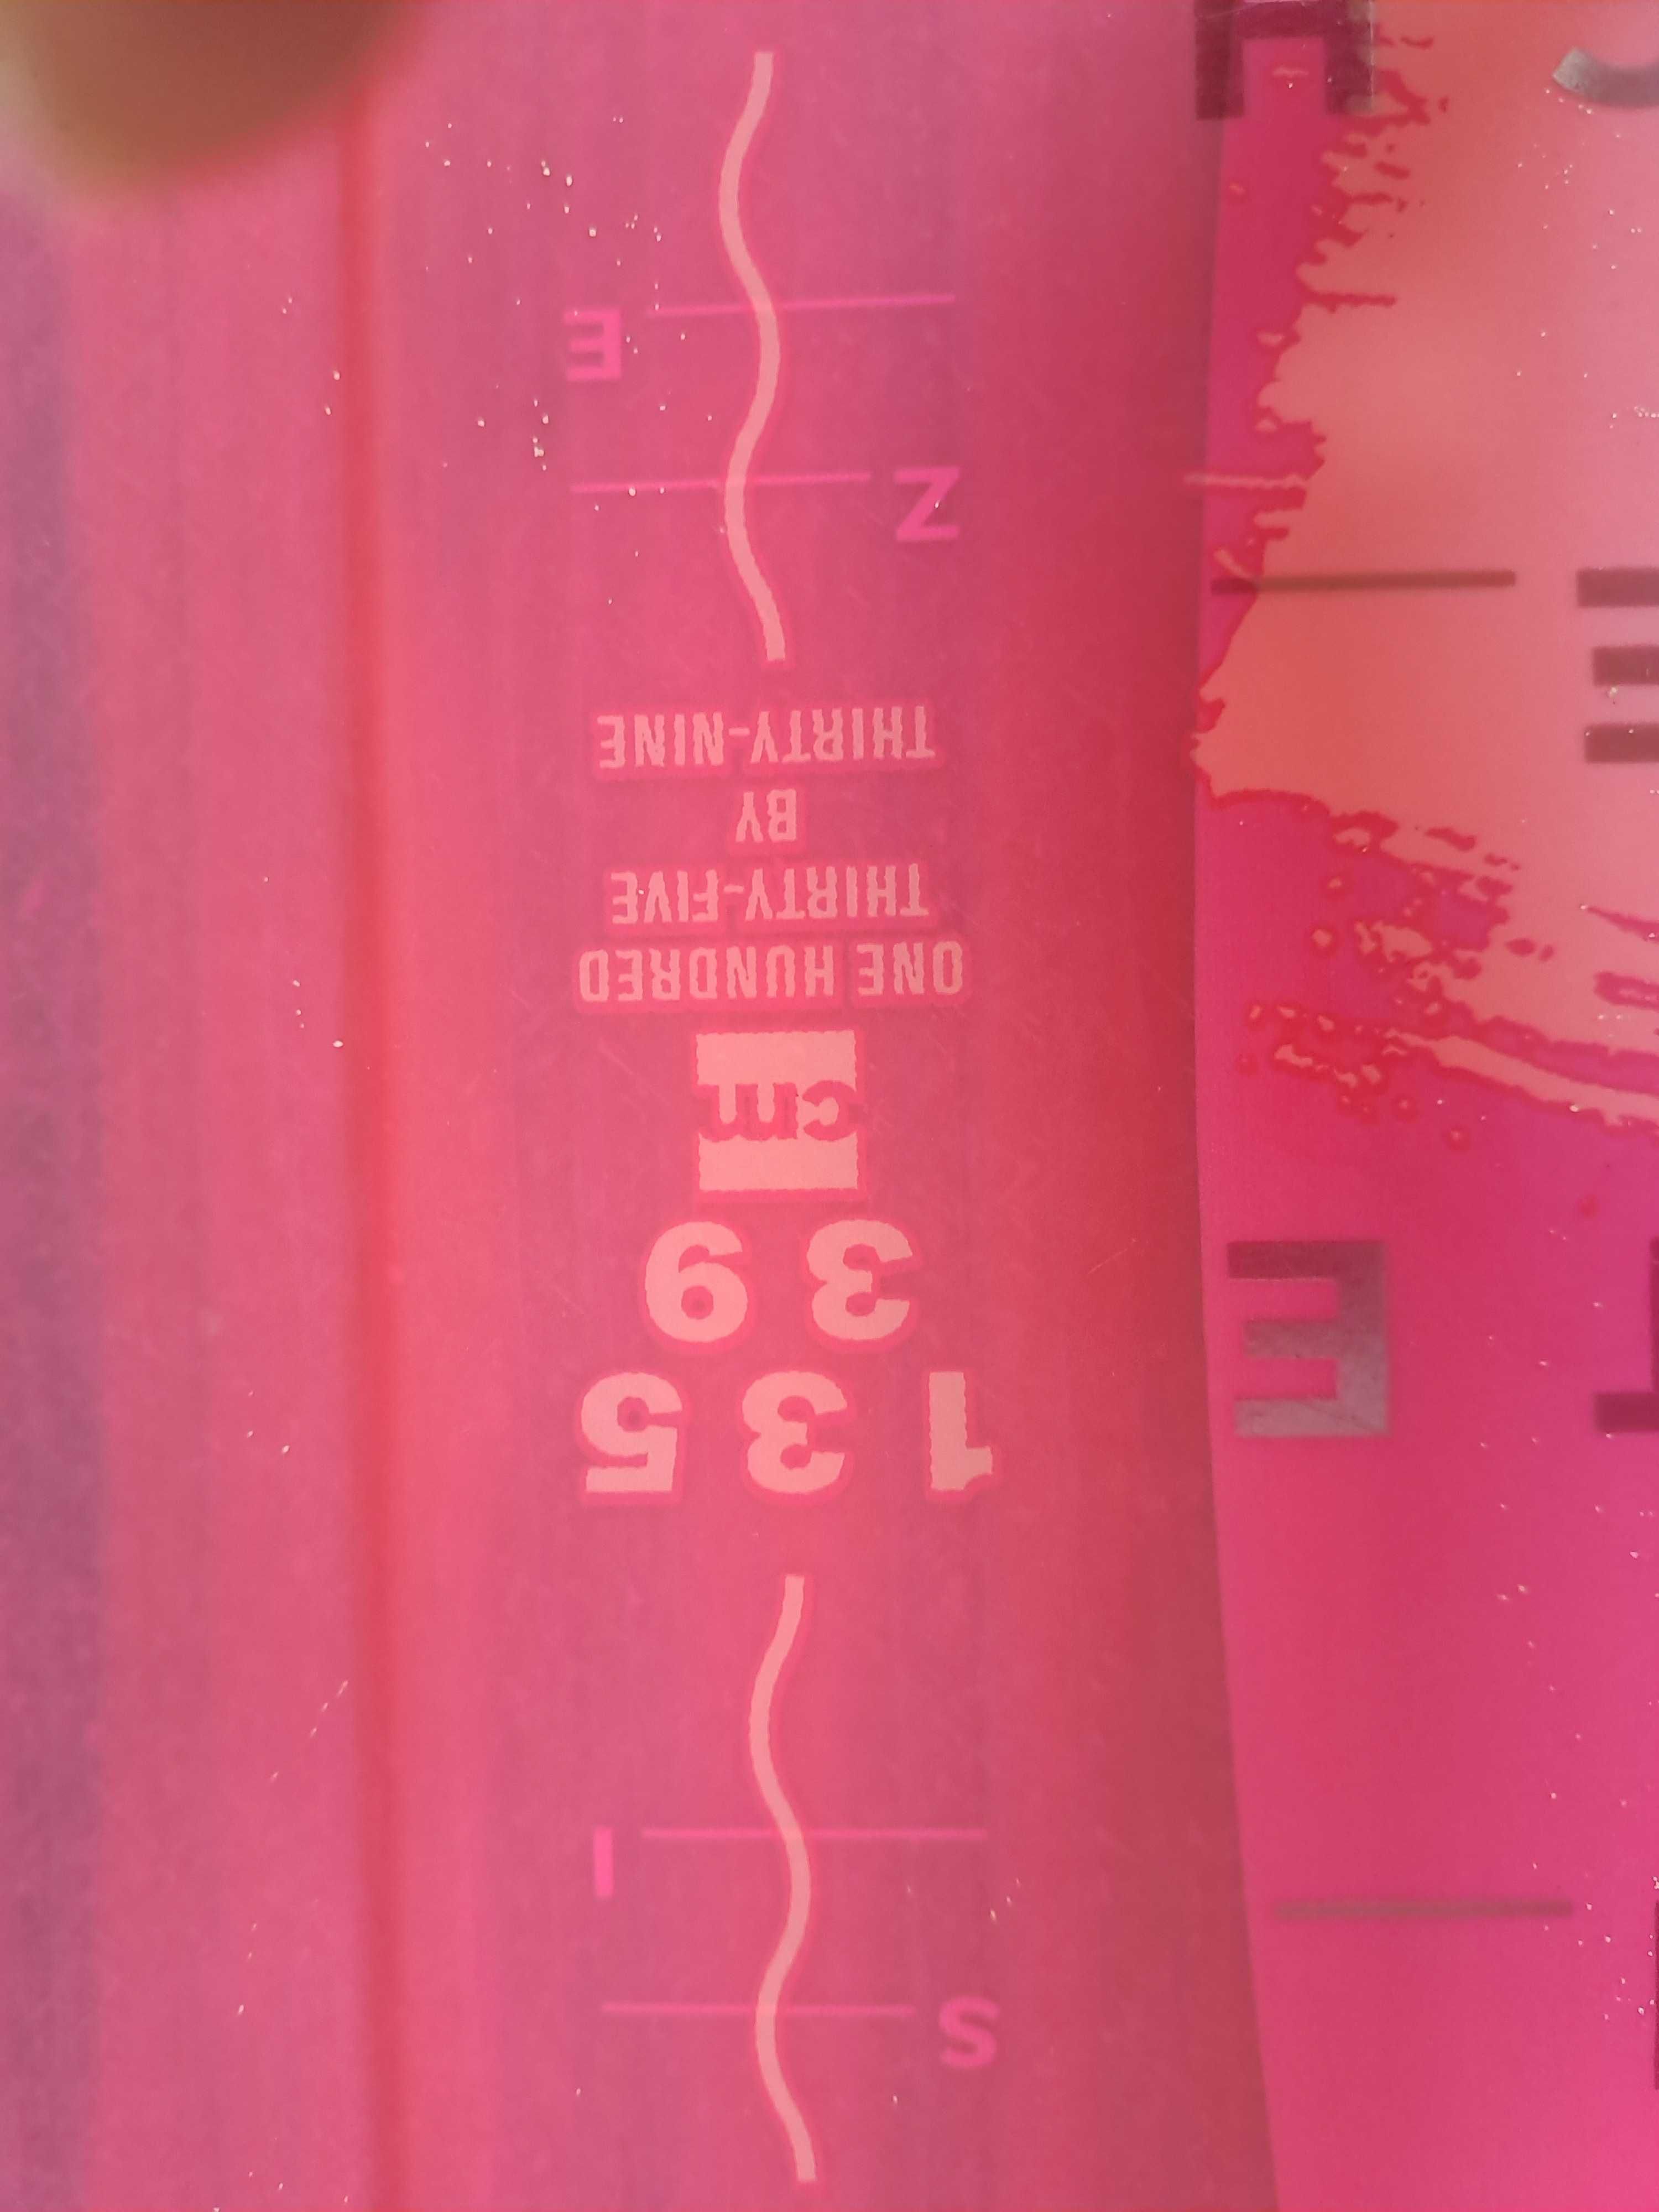 S
I
135
39
cm
ONE HUNDRED
THIRTY-FIVE
BY
THIRTY-NINE
Z
E
E